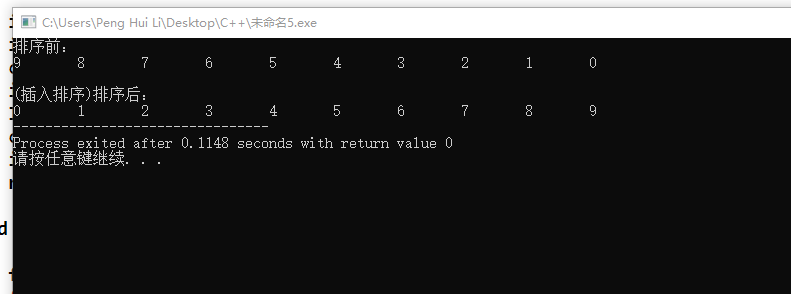 C:\Users\Peng Hui Li\Desktop\C++\未命名5.exe
排序前:
9 8 7 6 5 4 3 2 1 0
(插入排序)排序后:
0 1 2 3 4 5 6 7 8 9
--------------------------------
Process exited after 0.1148 seconds with return value 0
请按任意键继续. . .